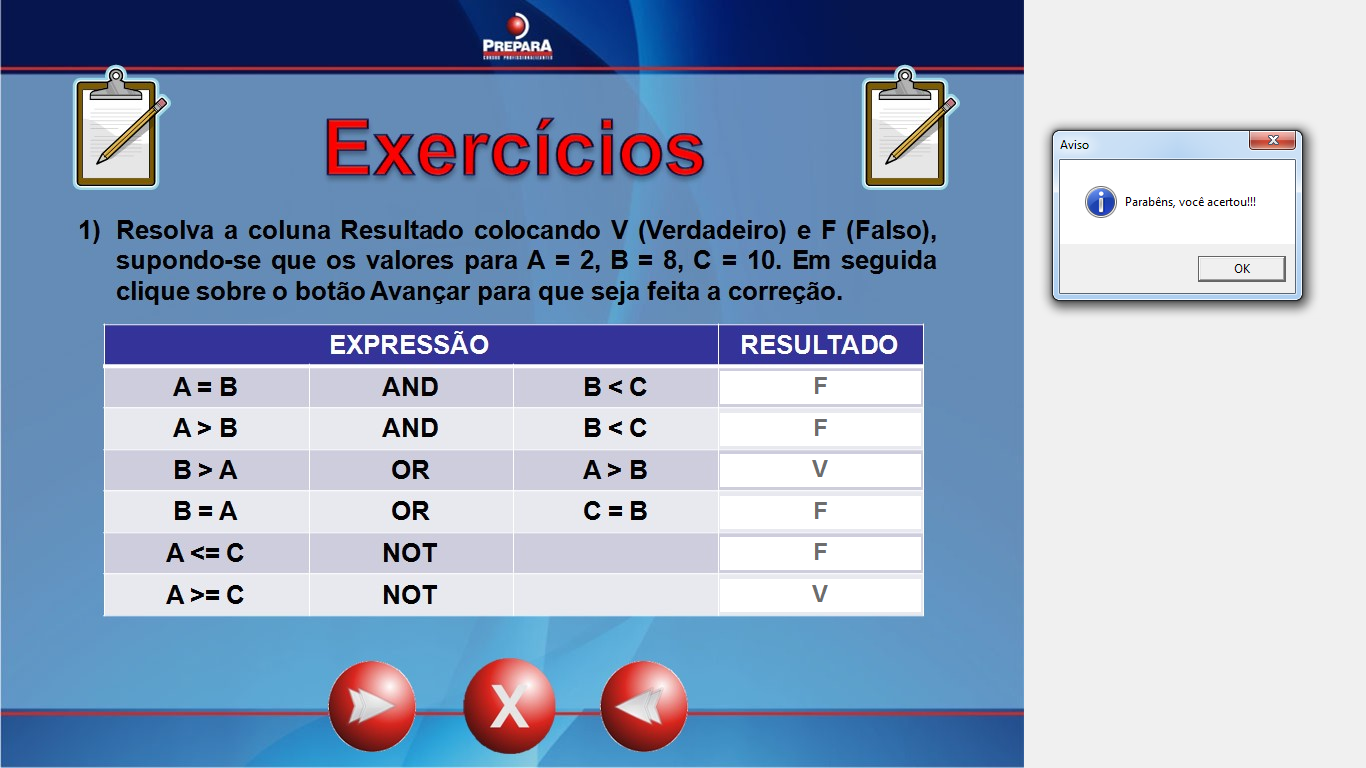 PREPARA
CURSOS PROFISSIONALIZANTES
Exercícios
1) Resolva a coluna Resultado colocando V (Verdadeiro) e F (Falso),
supondo-se que os valores para A = 2, B = 8, C = 10. Em seguida
clique sobre o botão Avançar para que seja feita a correção.
EXPRESSÃO RESULTADO
A = B AND B < C F
A > B AND B < C F
B > A OR A > B V
B = A OR C = B F
A <= C NOT F
A >= C NOT V
X
Aviso
Parabêns, você acertou!!!
OK